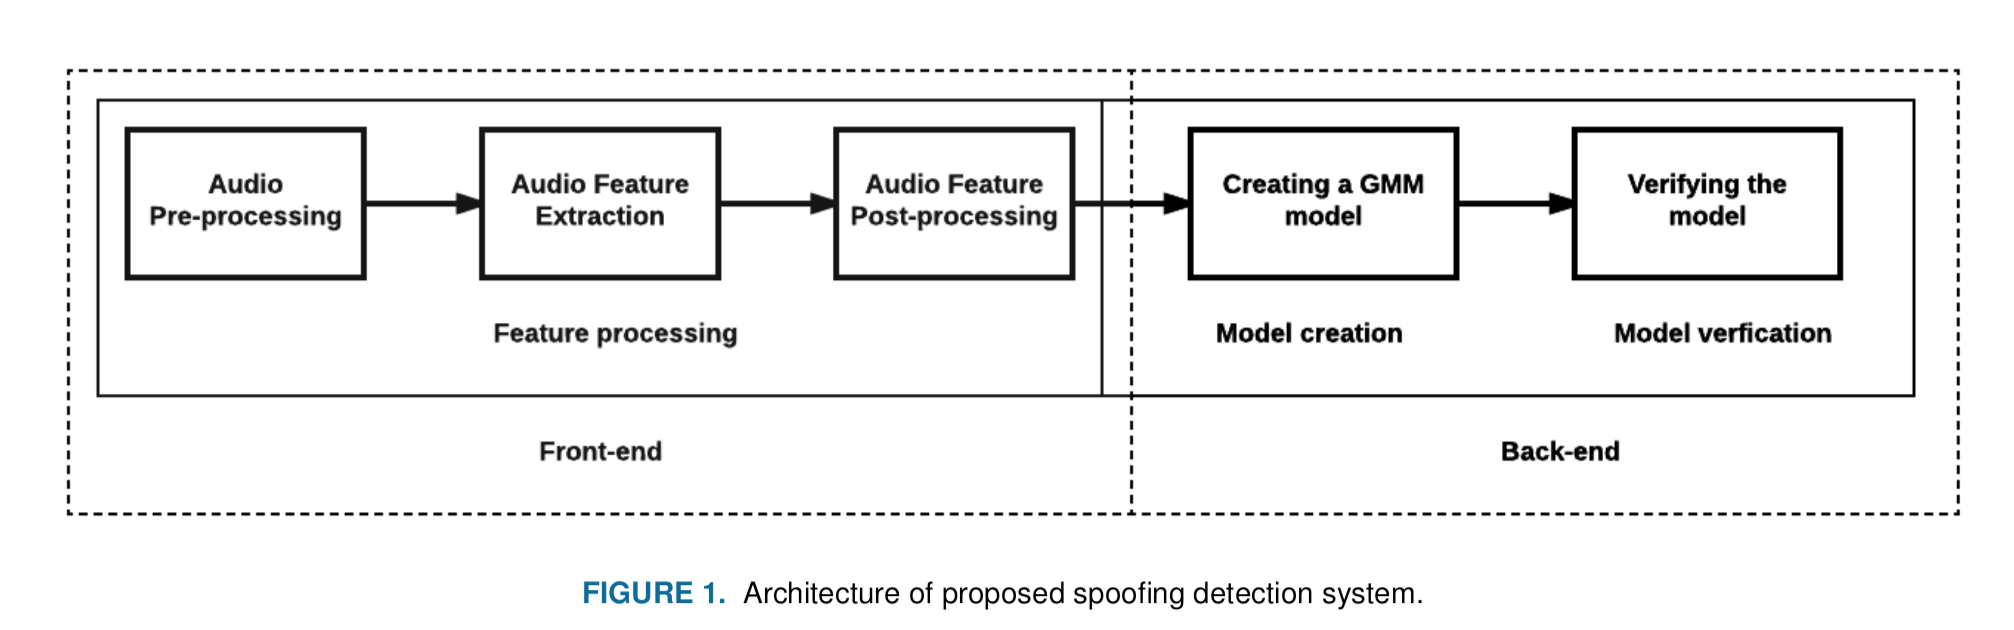 Audio
Pre-processing
Audio Feature
Extraction
Audio Feature
Post-processing
Creating a GMM
model
Verifying the
model
Feature processing
Model creation
Model verfication
Front-end
Back-end
FIGURE 1. Architecture of proposed spoofing detection system.